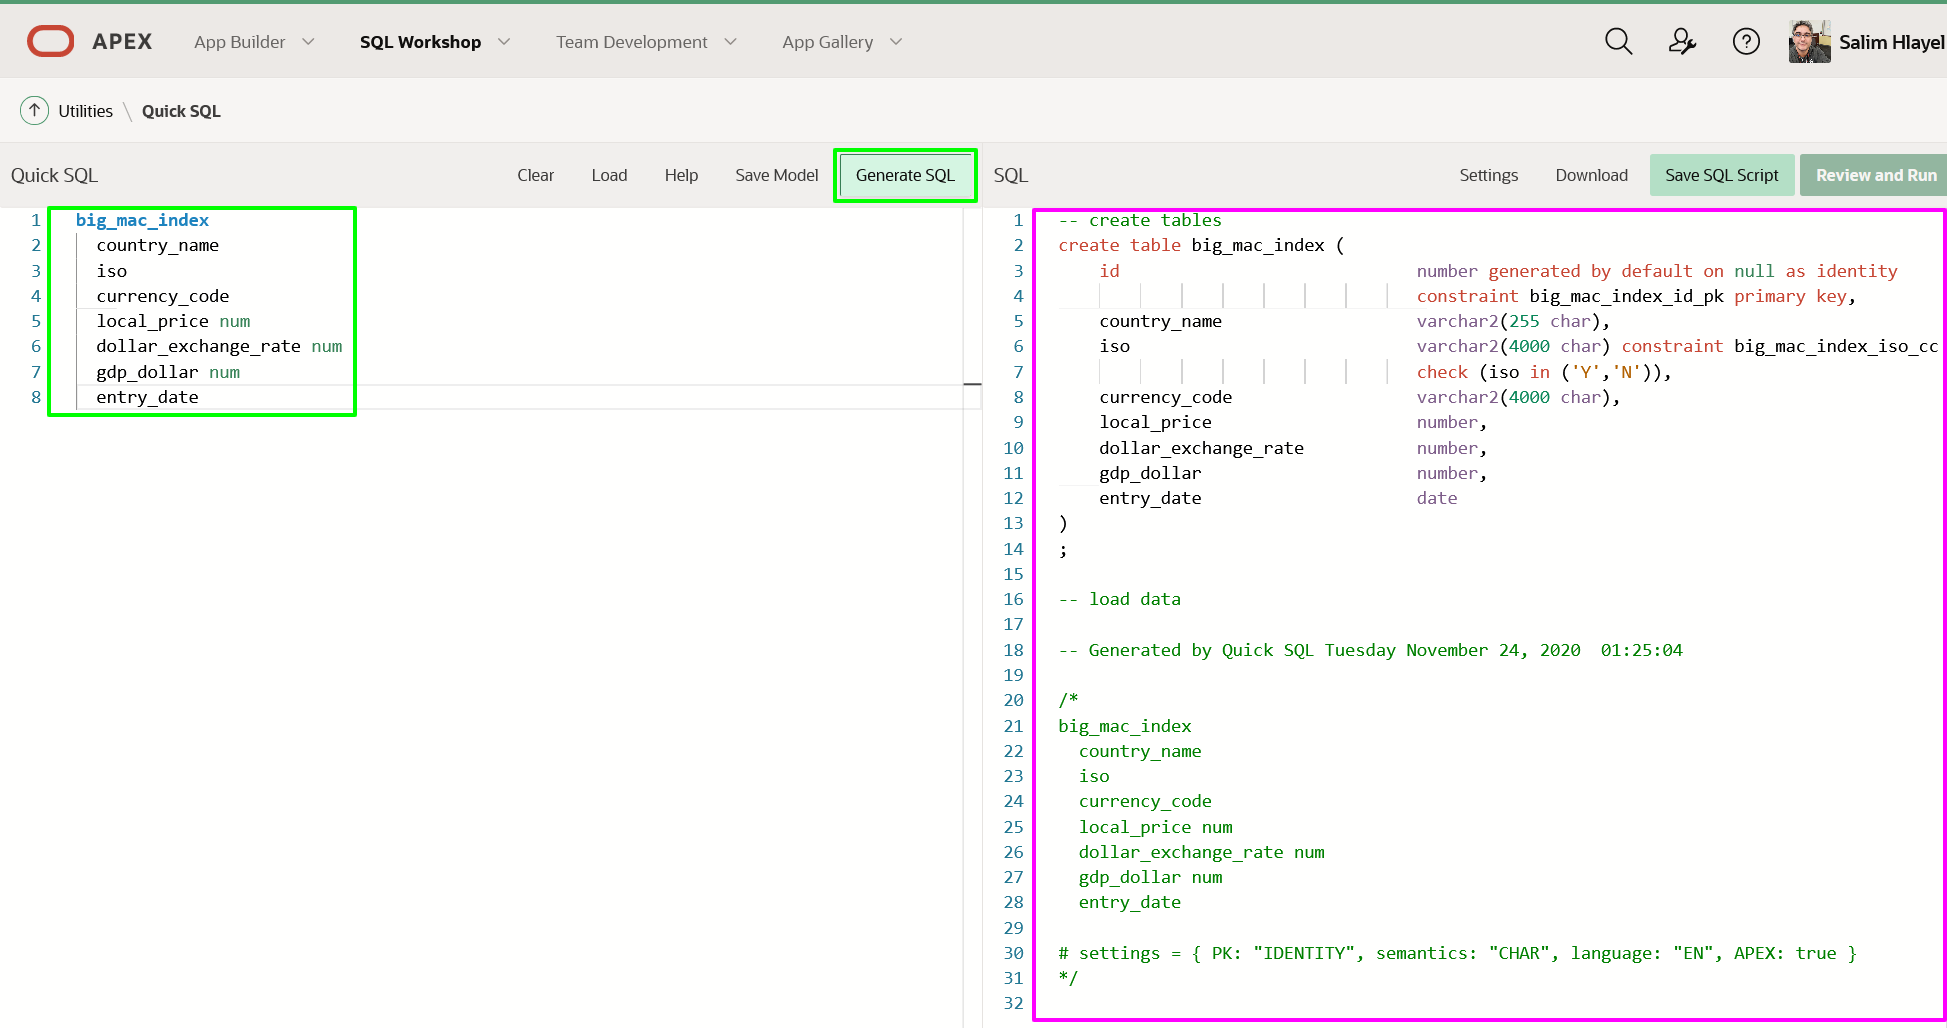 APEX App Builder SQL Workshop Team Development App Gallery Salim Hlayel
Utilities \ Quick SQL
Quick SQL Clear Load Help Save Model Generate SQL
1 big_mac_index
2 country_name
3 iso
4 currency_code
5 local_price num
6 dollar_exchange_rate num
7 gdp_dollar num
8 entry_date
SQL Settings Download Save SQL Script Review and Run
1 -- create tables
2 create table big_mac_index (
3 id number generated by default on null as identity
4 constraint big_mac_index_id_pk primary key,
5 country_name varchar2(255 char),
6 iso varchar2(4000 char) constraint big_mac_index_iso_cc
7 check (iso in ('Y','N')),
8 currency_code varchar2(4000 char),
9 local_price number,
10 dollar_exchange_rate number,
11 gdp_dollar number,
12 entry_date date
13 )
14 ;
15
16 -- load data
17
18 -- Generated by Quick SQL Tuesday November 24, 2020  01:25:04
19
20 /*
21 big_mac_index
22 country_name
23 iso
24 currency_code
25 local_price num
26 dollar_exchange_rate num
27 gdp_dollar num
28 entry_date
29
30 # settings = { PK: "IDENTITY", semantics: "CHAR", language: "EN", APEX: true }
31 */
32